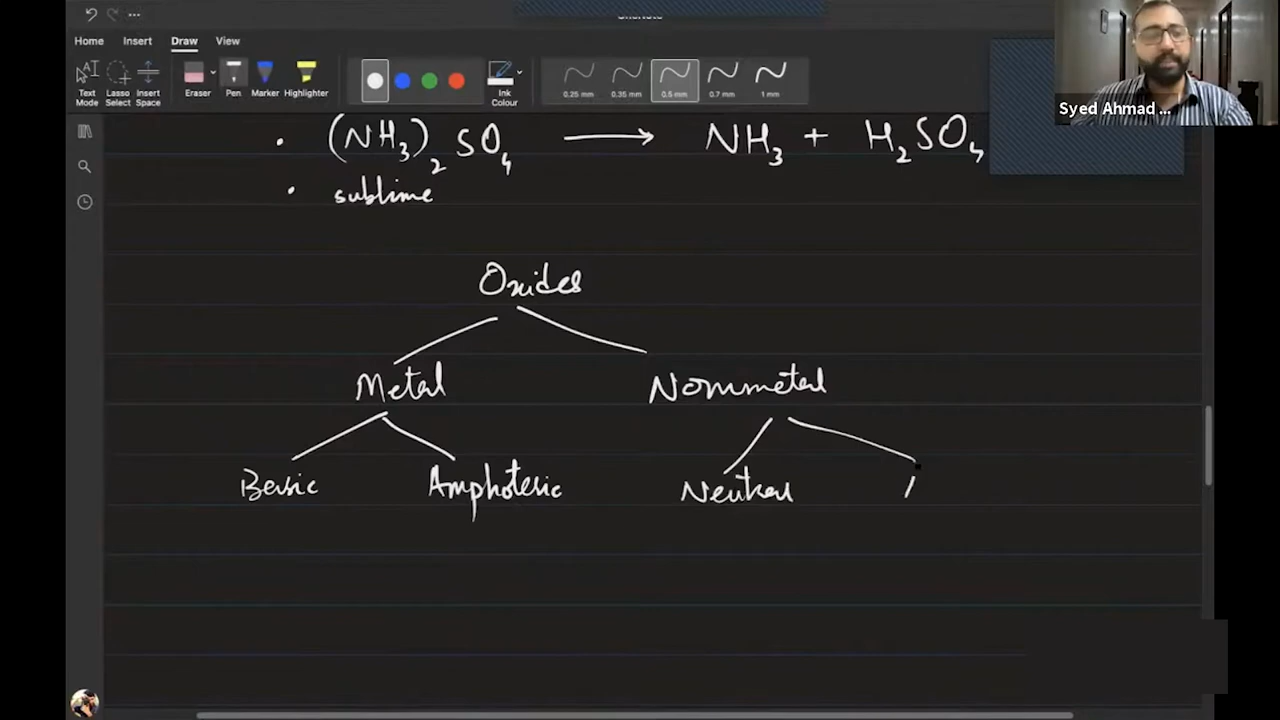 OneNote
Home Insert Draw View
Text Mode Lasso Select Insert Space Eraser Pen Marker Highlighter Ink Colour 0.25 mm 0.35 mm 0.5 mm 0.7 mm 1 mm
Syed Ahmad ...
• (NH₃)₂ SO₄ ⟶ NH₃ + H₂SO₄
• sublime
Oxides
Metal Nonmetal
Basic Amphoteric Neutral